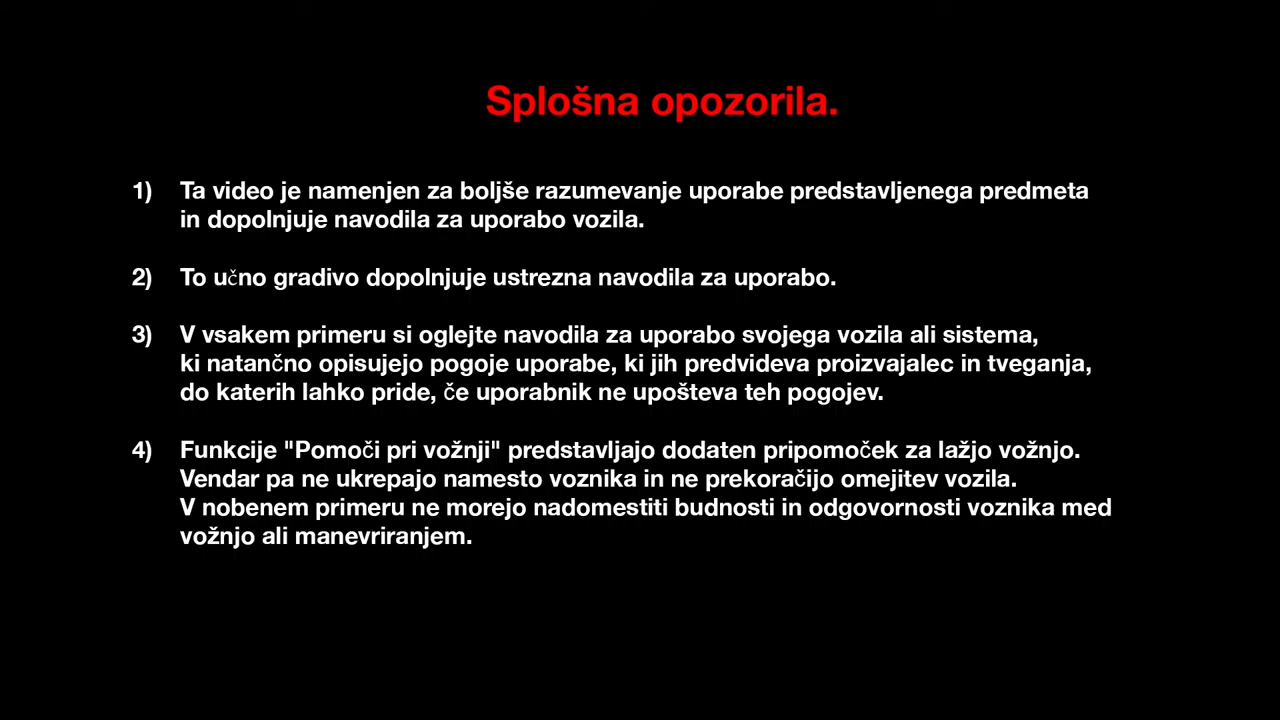 Splošna opozorila.
1) Ta video je namenjen za boljše razumevanje uporabe predstavljenega predmeta
in dopolnjuje navodila za uporabo vozila.
2) To učno gradivo dopolnjuje ustrezna navodila za uporabo.
3) V vsakem primeru si oglejte navodila za uporabo svojega vozila ali sistema,
ki natančno opisujejo pogoje uporabe, ki jih predvideva proizvajalec in tveganja,
do katerih lahko pride, če uporabnik ne upošteva teh pogojev.
4) Funkcije "Pomoči pri vožnji" predstavljajo dodaten pripomoček za lažjo vožnjo.
Vendar pa ne ukrepajo namesto voznika in ne prekoračijo omejitev vozila.
V nobenem primeru ne morejo nadomestiti budnosti in odgovornosti voznika med
vožnjo ali manevriranjem.